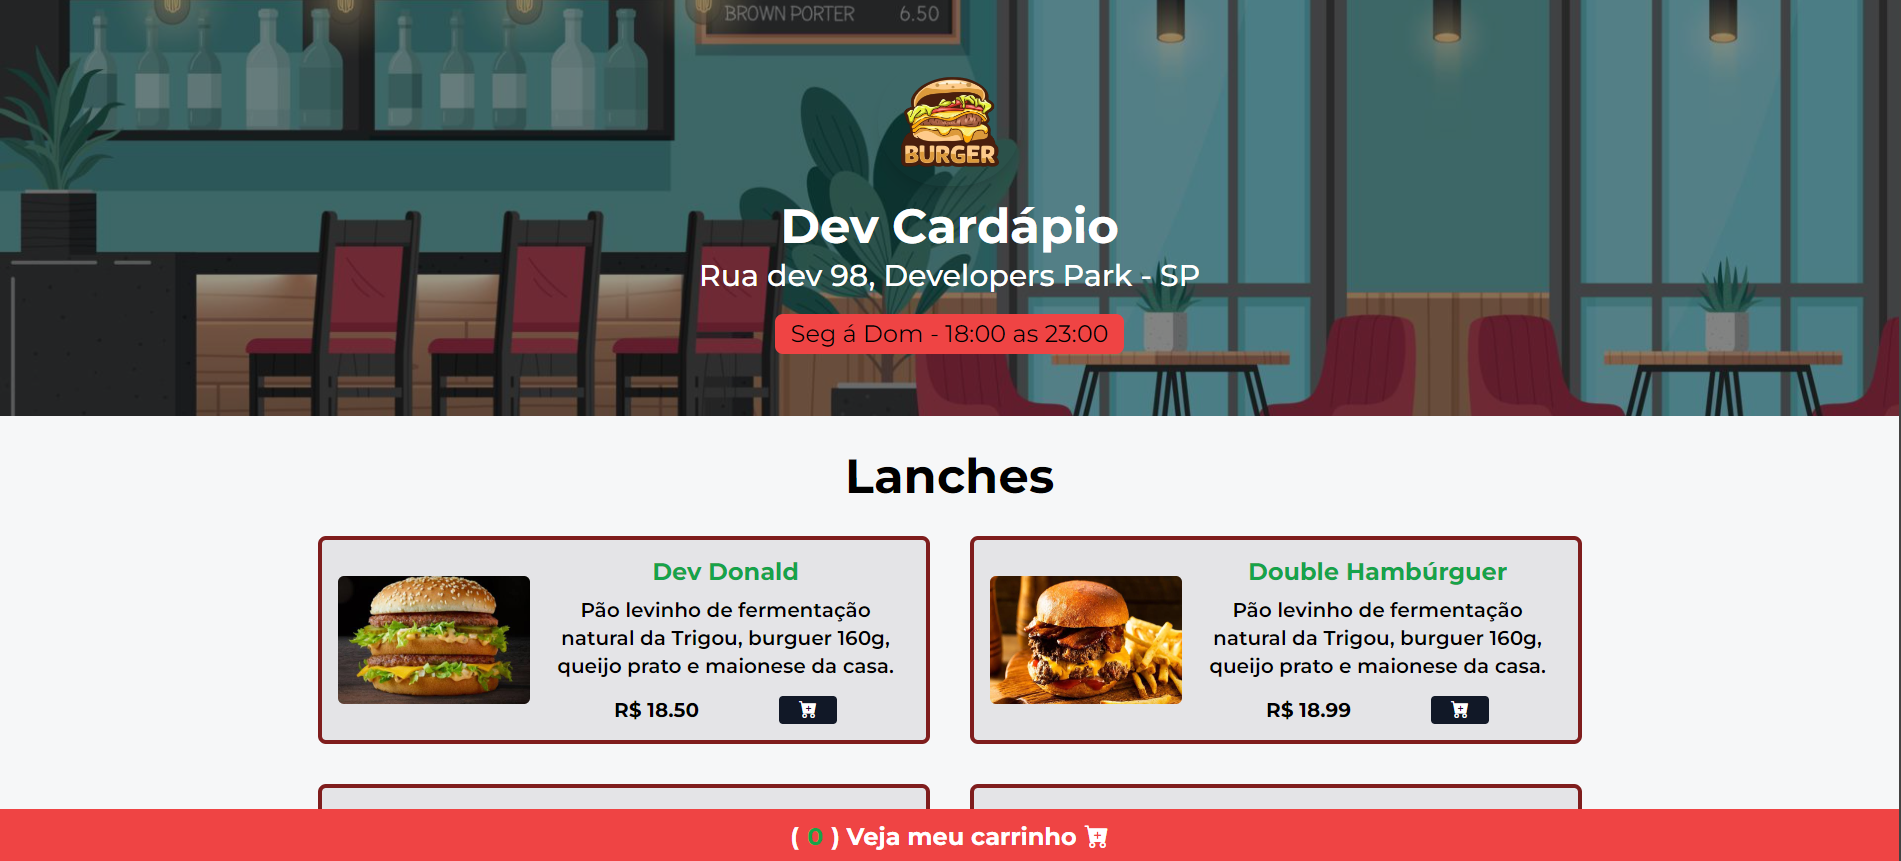 BROWN PORTER 6.50
BURGER
Dev Cardápio
Rua dev 98, Developers Park - SP
Seg á Dom - 18:00 as 23:00
Lanches
Dev Donald
Pão levinho de fermentação
natural da Trigou, burguer 160g,
queijo prato e maionese da casa.
R$ 18.50
Double Hambúrguer
Pão levinho de fermentação
natural da Trigou, burguer 160g,
queijo prato e maionese da casa.
R$ 18.99
( 0 ) Veja meu carrinho